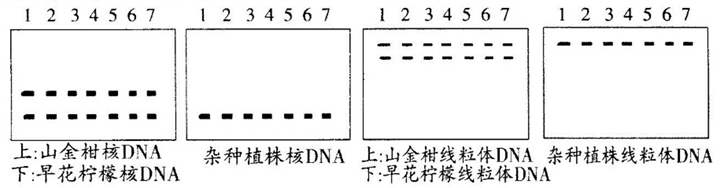 1 2 3 4 5 6 7
1 2 3 4 5 6 7
1 2 3 4 5 6 7
1 2 3 4 5 6 7
上:山金柑核DNA
下:早花柠檬核DNA
杂种植株核DNA
上:山金柑线粒体DNA
下:早花柠檬线粒体DNA
杂种植株线粒体DNA